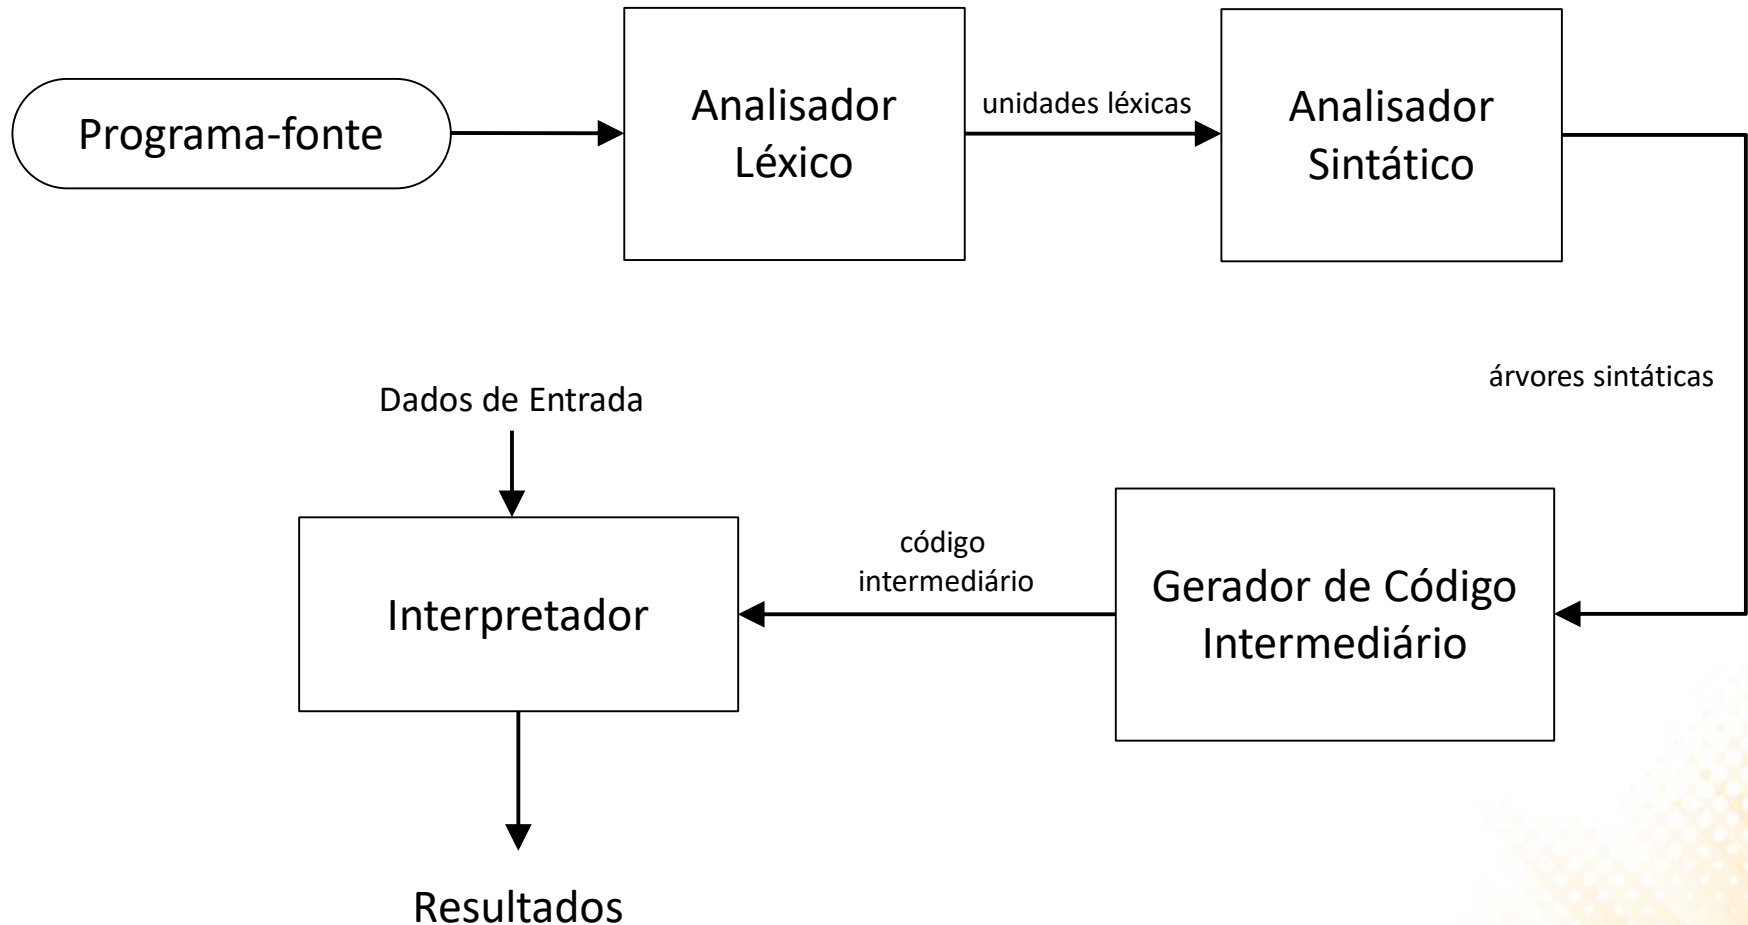 Programa-fonte
Analisador
Léxico
unidades léxicas
Analisador
Sintático
árvores sintáticas
Dados de Entrada
Interpretador
código
intermediário
Gerador de Código
Intermediário
Resultados